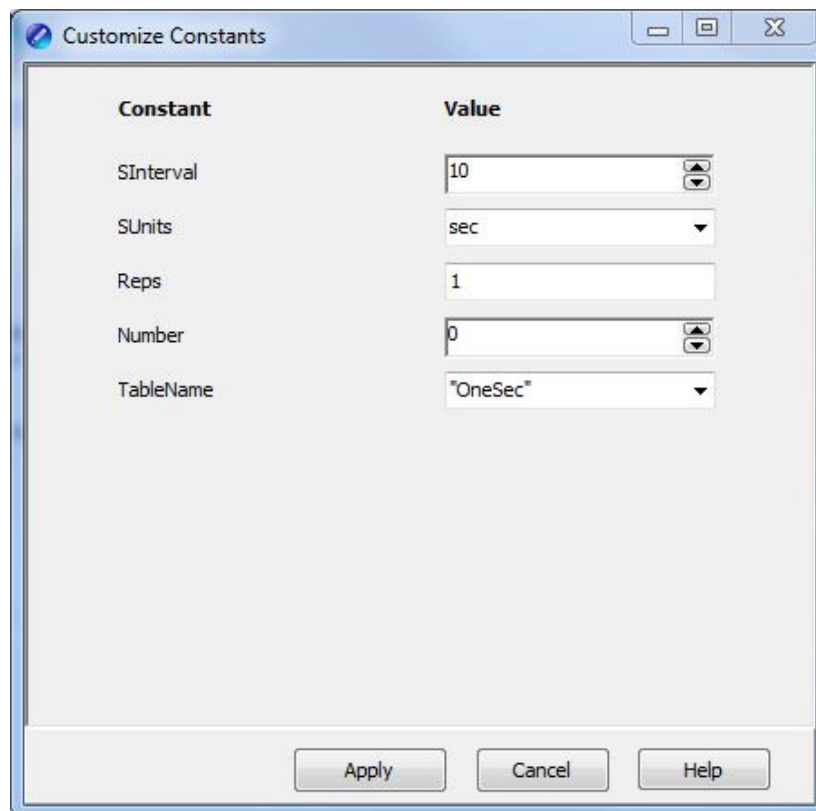 Customize Constants
Constant Value
SInterval 10
SUnits sec
Reps 1
Number 0
TableName "OneSec"
Apply Cancel Help